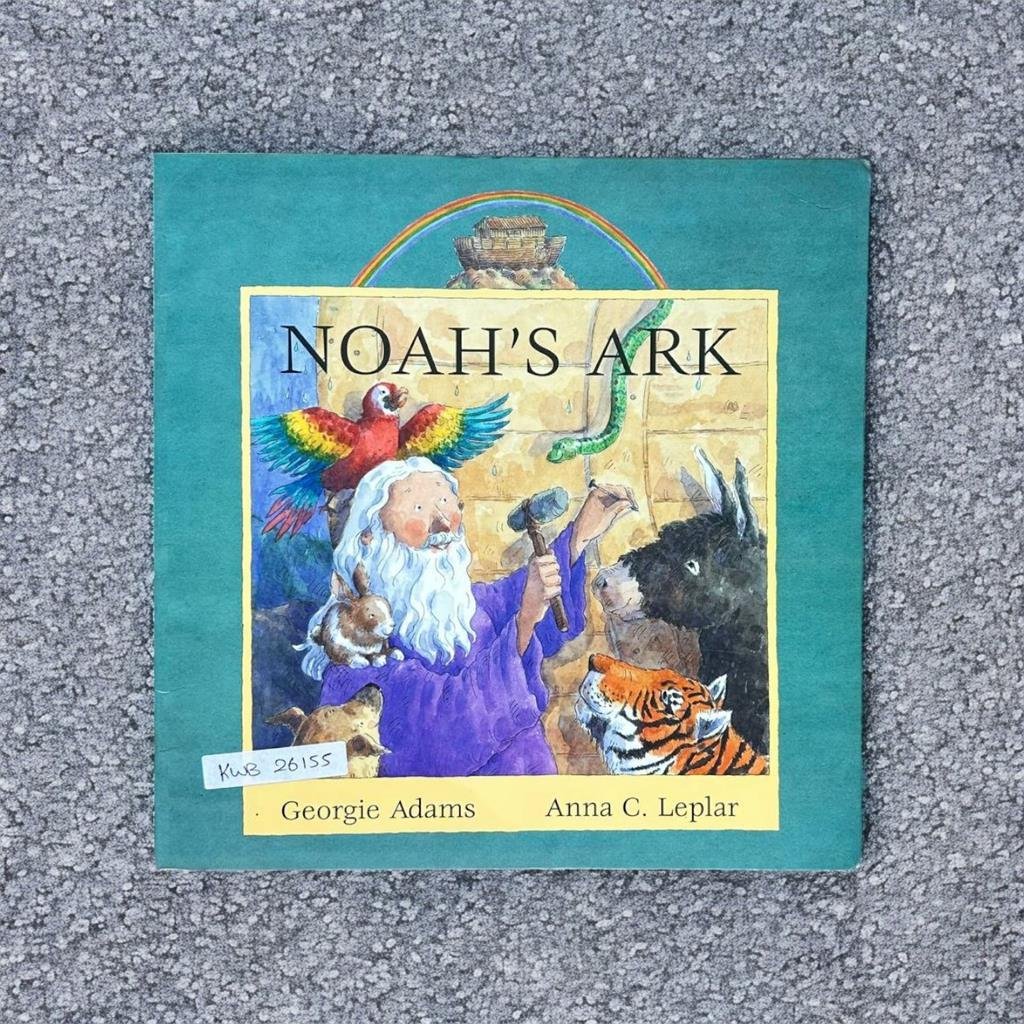 NOAH'S ARK
KWB 26155
Georgie Adams
Anna C. Leplar